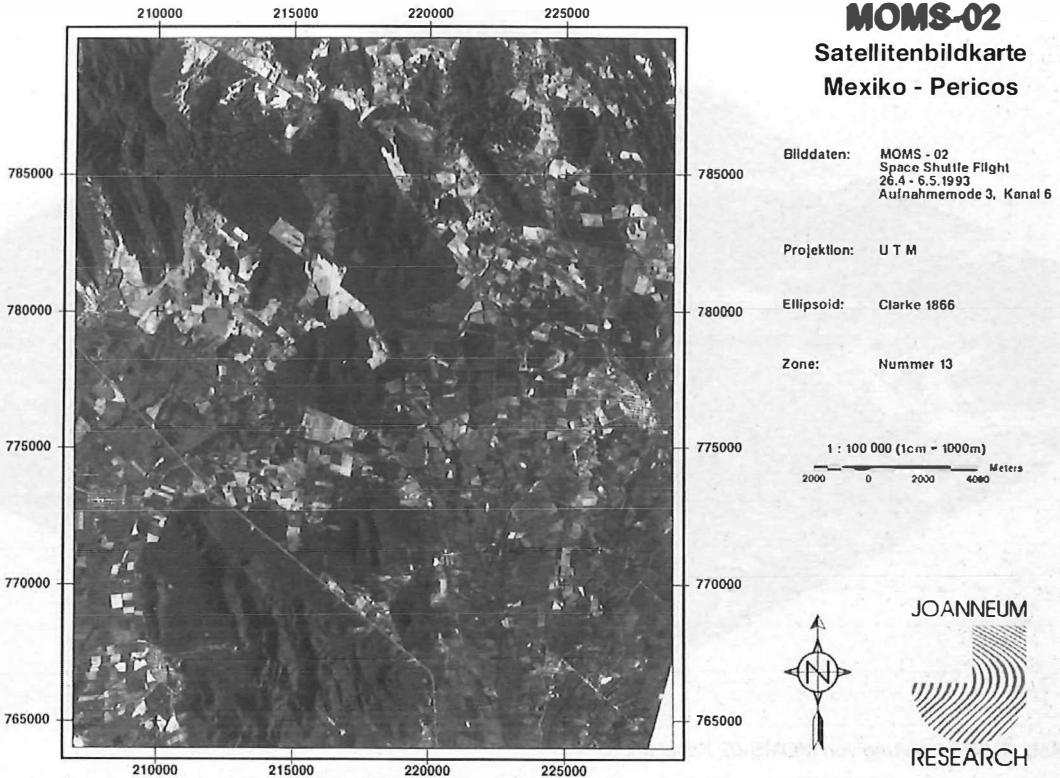 210000 215000 220000 225000
785000 785000
780000 780000
775000 775000
770000 770000
765000 765000
210000 215000 220000 225000
MOMS-02
Satellitenbildkarte
Mexiko - Pericos
Bilddaten: MOMS - 02
Space Shuttle Flight
26.4 - 6.5.1993
Aufnahmemode 3, Kanal 6
Projektion: U T M
Ellipsoid: Clarke 1866
Zone: Nummer 13
1 : 100 000 (1cm = 1000m)
Meters
2000 0 2000 4000
N
JOANNEUM
RESEARCH